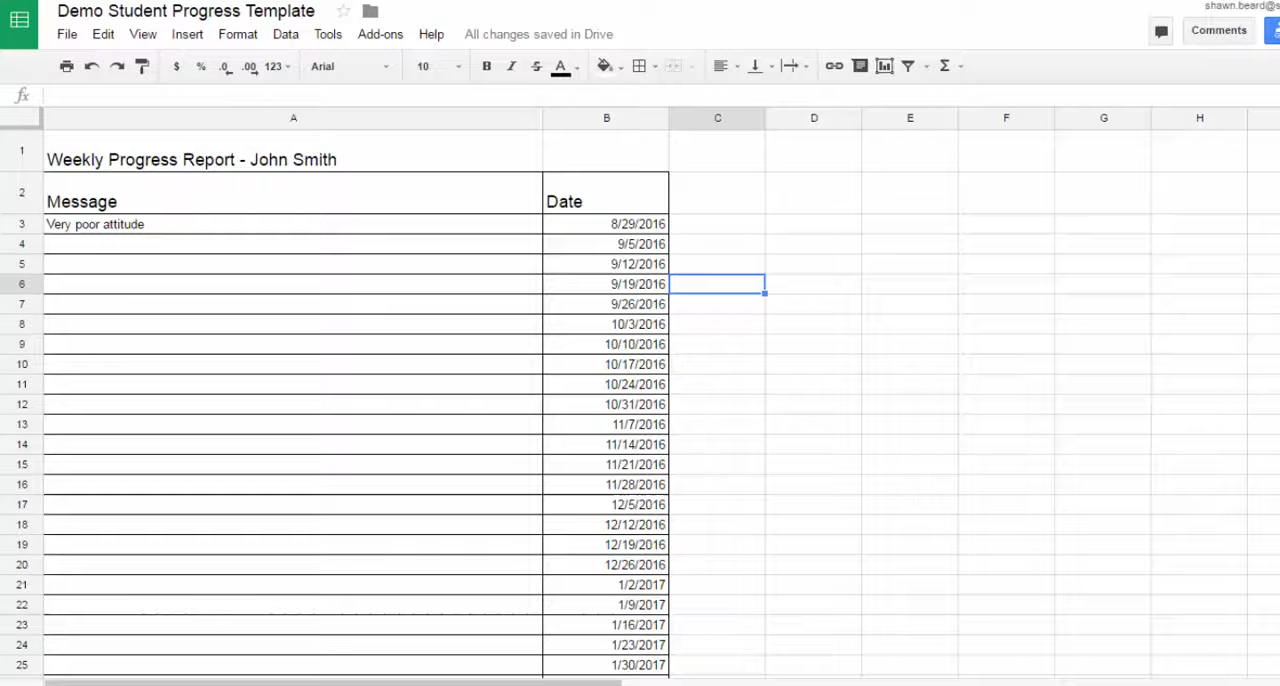 Demo Student Progress Template
shawn.beard@s
File Edit View Insert Format Data Tools Add-ons Help All changes saved in Drive
Comments
$ % .0 .00 123 Arial 10 B I S A Σ
fx
A B C D E F G H
1 Weekly Progress Report - John Smith
2 Message Date
3 Very poor attitude 8/29/2016
4 9/5/2016
5 9/12/2016
6 9/19/2016
7 9/26/2016
8 10/3/2016
9 10/10/2016
10 10/17/2016
11 10/24/2016
12 10/31/2016
13 11/7/2016
14 11/14/2016
15 11/21/2016
16 11/28/2016
17 12/5/2016
18 12/12/2016
19 12/19/2016
20 12/26/2016
21 1/2/2017
22 1/9/2017
23 1/16/2017
24 1/23/2017
25 1/30/2017